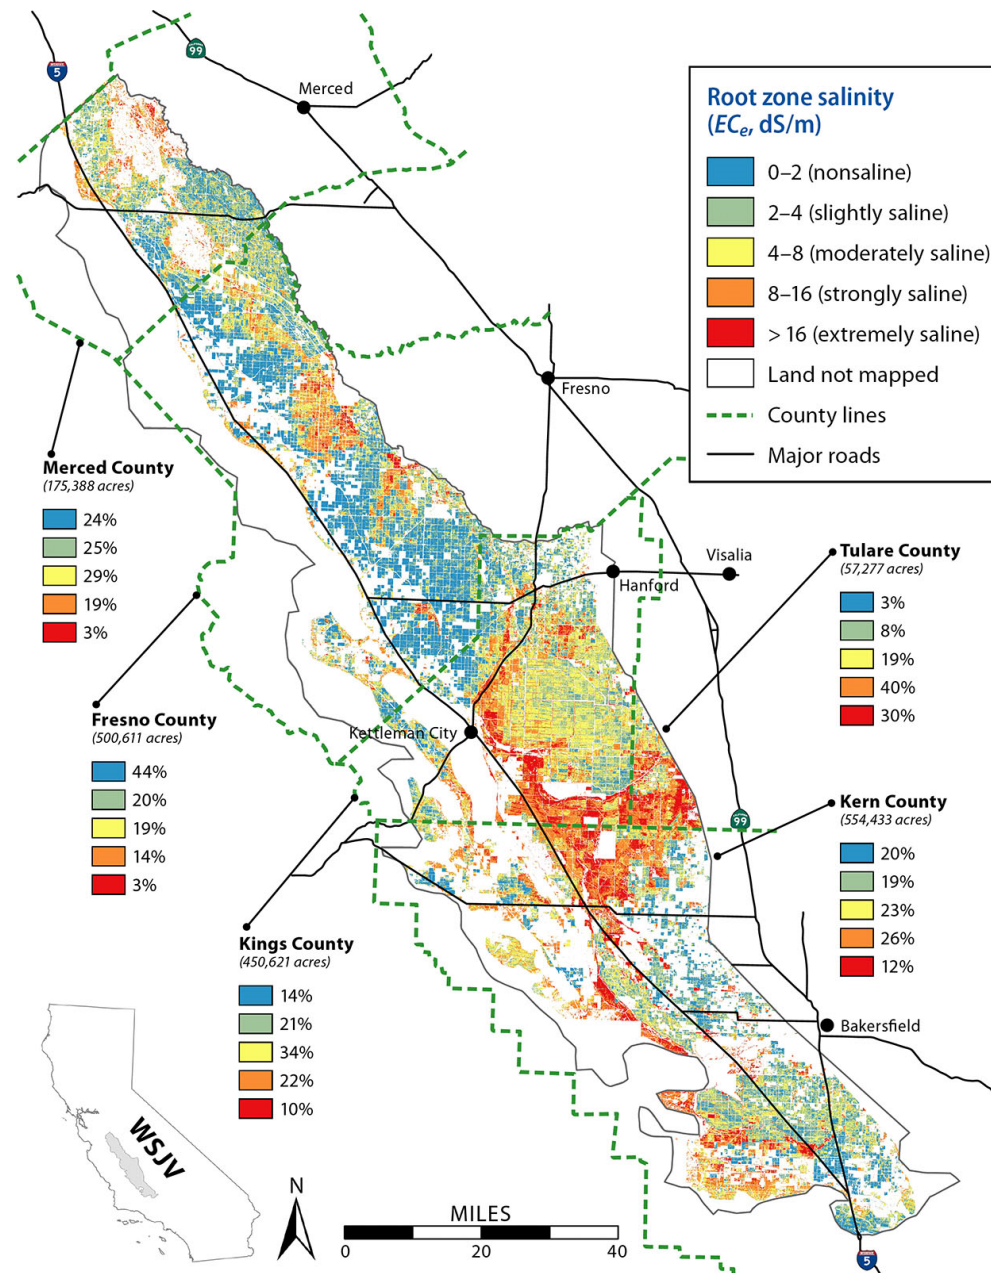 5
99
Merced
Root zone salinity
(ECe, dS/m)
0–2 (nonsaline)
2–4 (slightly saline)
4–8 (moderately saline)
8–16 (strongly saline)
> 16 (extremely saline)
Land not mapped
County lines
Major roads
Fresno
Merced County
(175,388 acres)
24%
25%
29%
19%
3%
Visalia
Hanford
Tulare County
(57,277 acres)
3%
8%
19%
40%
30%
Fresno County
(500,611 acres)
44%
20%
19%
14%
3%
Kettleman City
99
Kern County
(554,433 acres)
20%
19%
23%
26%
12%
Kings County
(450,621 acres)
14%
21%
34%
22%
10%
Bakersfield
WSJV
N
MILES
0 20 40
5